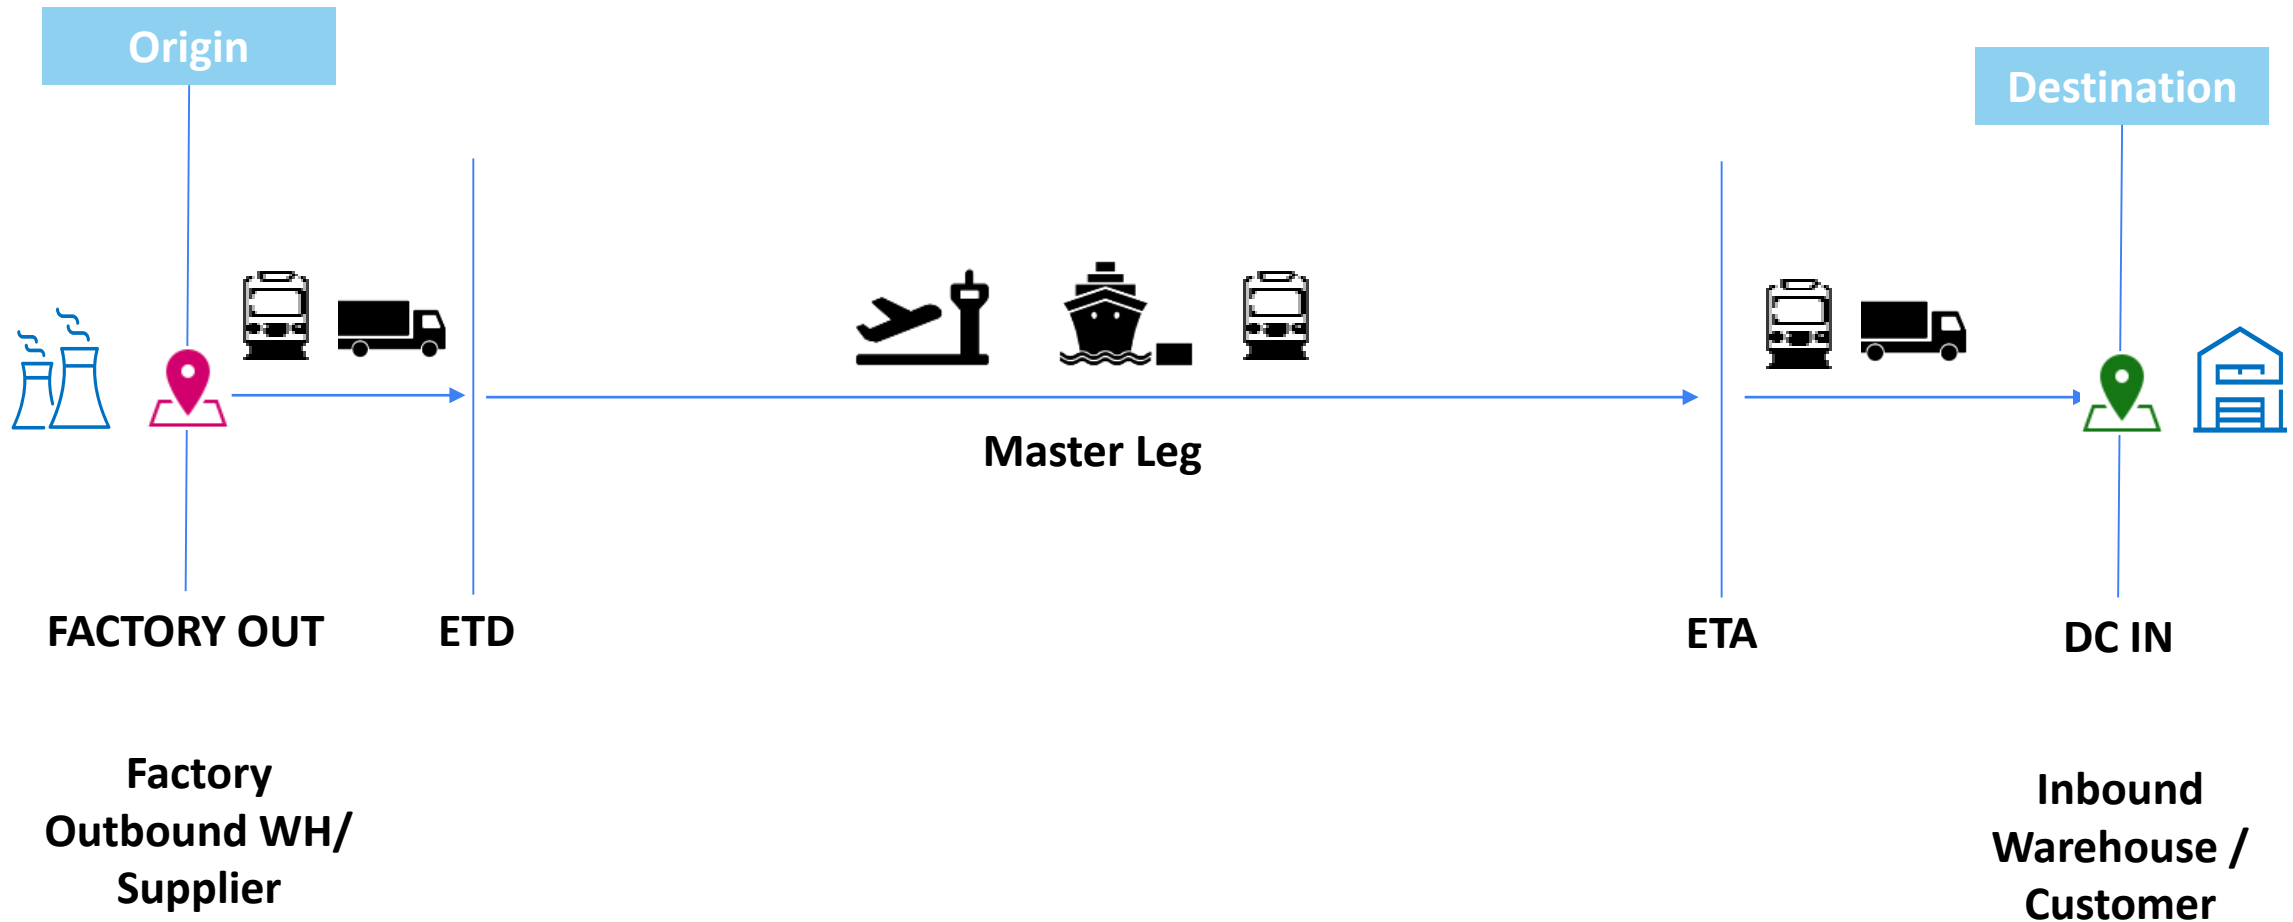 Origin
Destination
Master Leg
FACTORY OUT
ETD
ETA
DC IN
Factory
Outbound WH/
Supplier
Inbound
Warehouse /
Customer